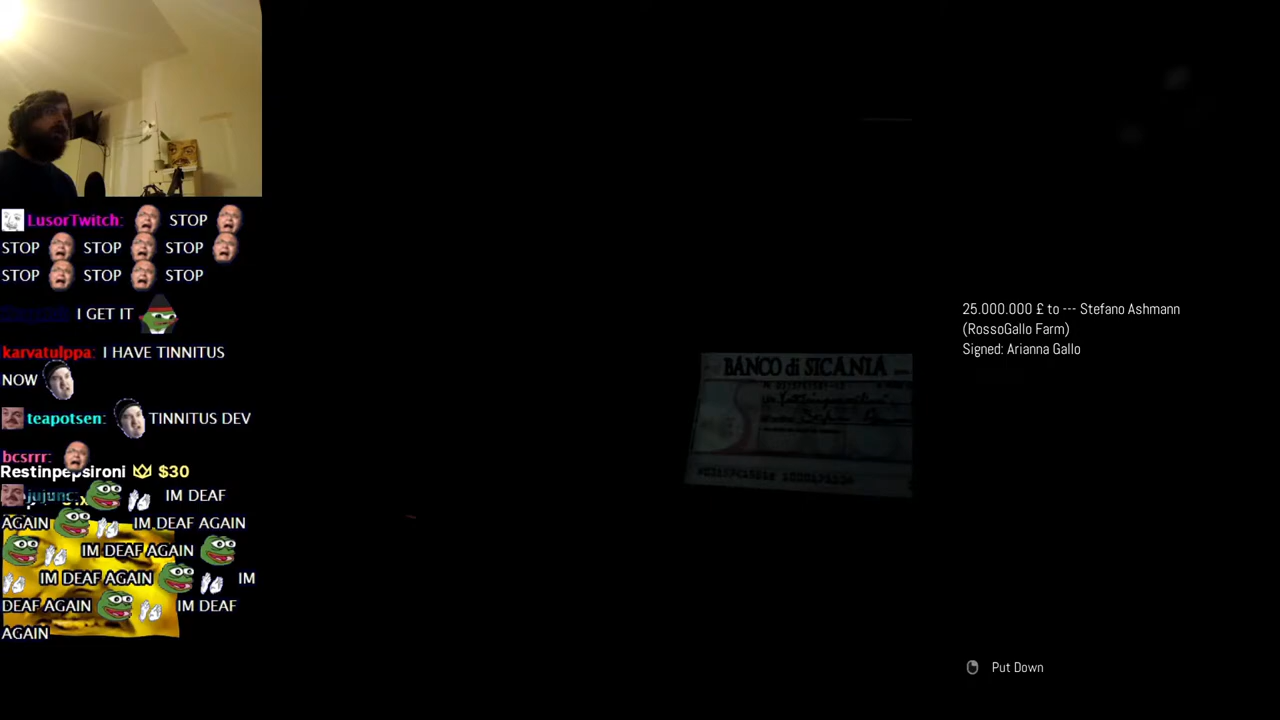 LusorTwitch: STOP
STOP STOP STOP
STOP STOP STOP
I GET IT
karvatulppa: I HAVE TINNITUS
NOW
teapotsen: TINNITUS DEV
bcsrrr:
Restinpepsironi $30
jujunc: IM DEAF
AGAIN IM DEAF AGAIN
IM DEAF AGAIN
IM DEAF AGAIN IM
DEAF AGAIN IM DEAF
AGAIN
25.000.000 £ to --- Stefano Ashmann
(RossoGallo Farm)
Signed: Arianna Gallo
BANCO di SICANIA
Put Down